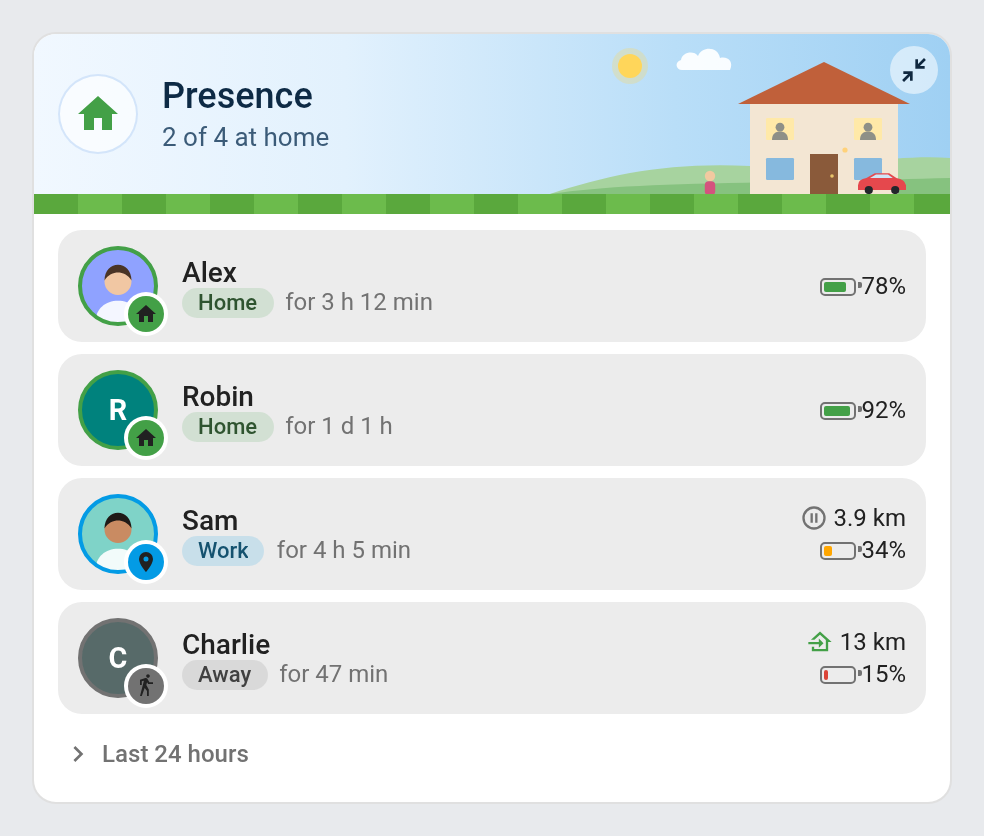 Presence
2 of 4 at home
Alex
Home for 3 h 12 min
78%
R
Robin
Home for 1 d 1 h
92%
Sam
3.9 km
Work for 4 h 5 min
34%
C
Charlie
13 km
Away for 47 min
15%
Last 24 hours